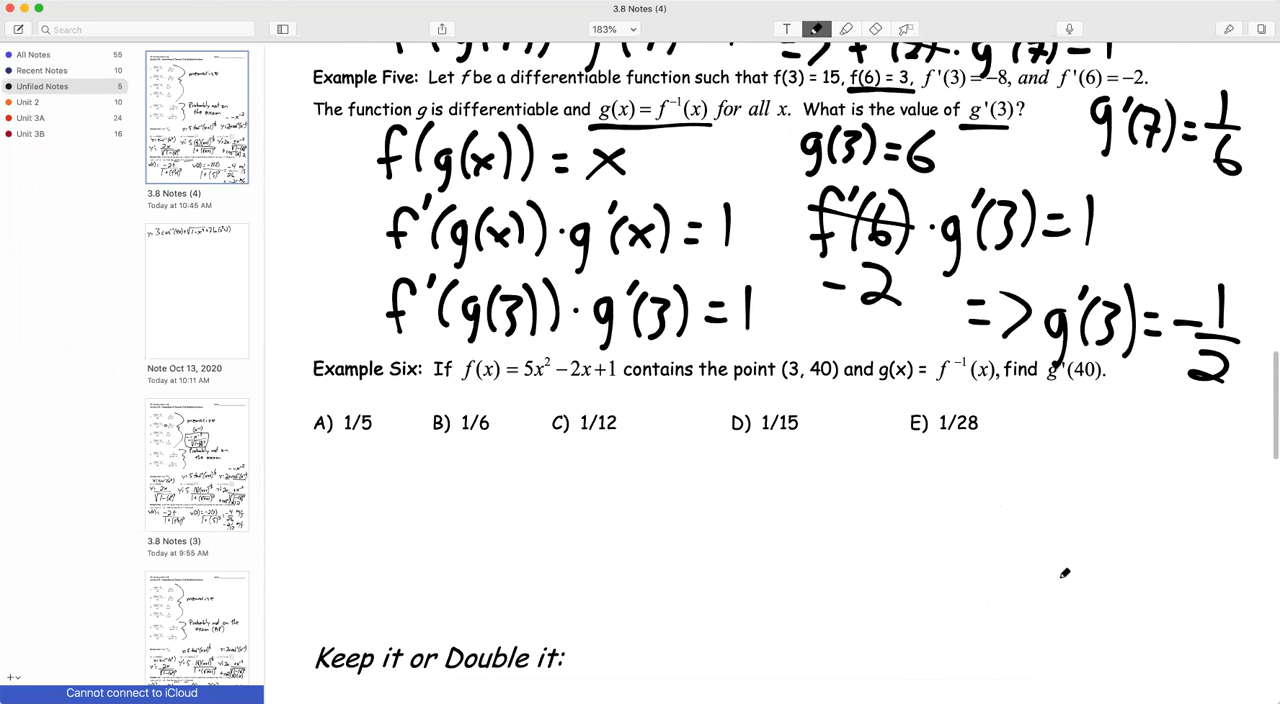 3.8 Notes (4)
Search
183%
T
All Notes 55
Recent Notes 10
Unfiled Notes 5
Unit 2 10
Unit 3A 24
Unit 3B 16
3.8 Notes (4)
Today at 10:45 AM
Note Oct 13, 2020
Today at 10:11 AM
3.8 Notes (3)
Today at 9:55 AM
Cannot connect to iCloud
Example Five: Let f be a differentiable function such that f(3) = 15, f(6) = 3, f '(3) = -8, and f '(6) = -2.
The function g is differentiable and g(x) = f⁻¹(x) for all x. What is the value of g '(3)?
g'(7) = 1/6
f(g(x)) = x
g(3) = 6
f'(g(x)) · g'(x) = 1
f'(6) · g'(3) = 1
-2
f'(g(3)) · g'(3) = 1
=> g'(3) = -1/2
Example Six: If f(x) = 5x² - 2x + 1 contains the point (3, 40) and g(x) = f⁻¹(x), find g '(40).
A) 1/5 B) 1/6 C) 1/12 D) 1/15 E) 1/28
Keep it or Double it: